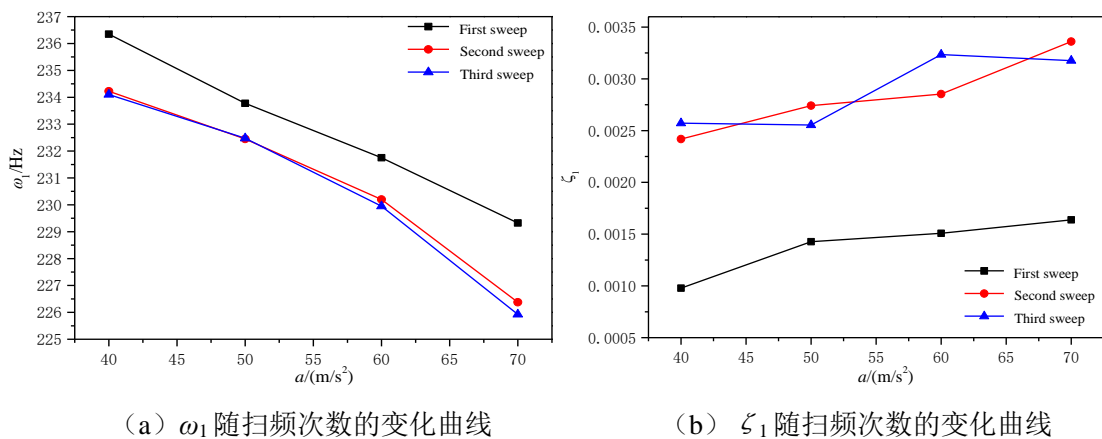 237
236
235
234
233
232
231
230
229
228
227
226
225
ω₁/Hz
40
45
50
55
60
65
70
a/(m/s²)
First sweep
Second sweep
Third sweep
(a) ω₁随扫频次数的变化曲线
0.0035
0.0030
0.0025
0.0020
0.0015
0.0010
0.0005
ζ₁
40
45
50
55
60
65
70
a/(m/s²)
First sweep
Second sweep
Third sweep
(b) ζ₁随扫频次数的变化曲线